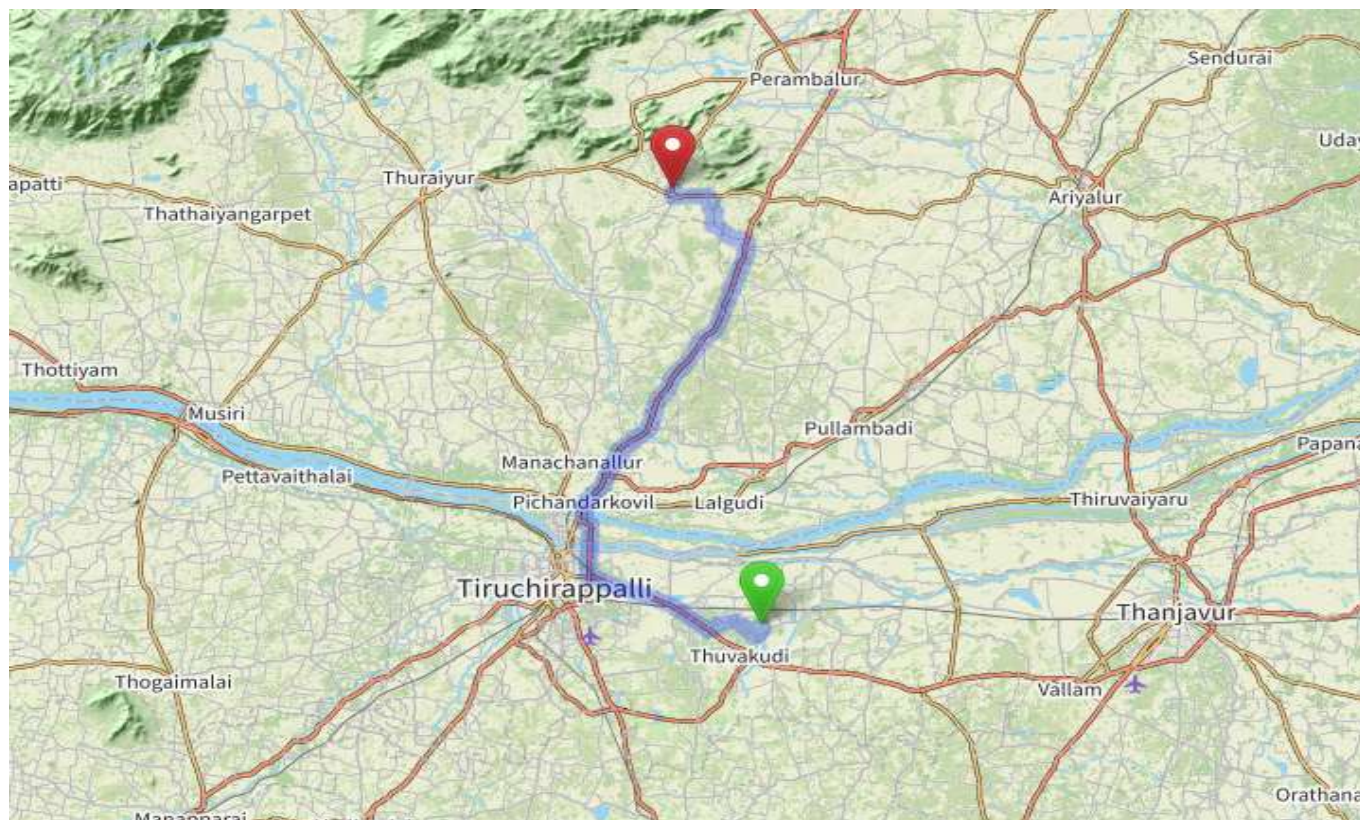 Sendurai
Perambalur
Uday
apatti
Thuraiyur
Ariyalur
Thathaiyangarpet
Thottiyam
Musiri
Pullambadi
Papana
Manachanallur
Pettavaithalai
Pichandarkovil
Lalgudi
Thiruvaiyaru
Tiruchirappalli
Thanjavur
Thuvakudi
Thogaimalai
Vallam
Orathana
Manapparai